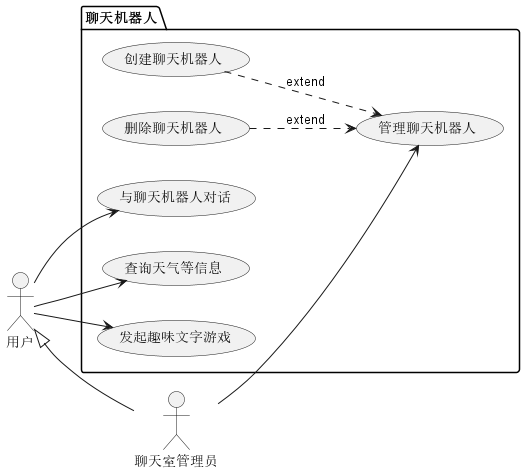 聊天机器人
创建聊天机器人
extend
删除聊天机器人
extend
管理聊天机器人
与聊天机器人对话
查询天气等信息
发起趣味文字游戏
用户
聊天室管理员